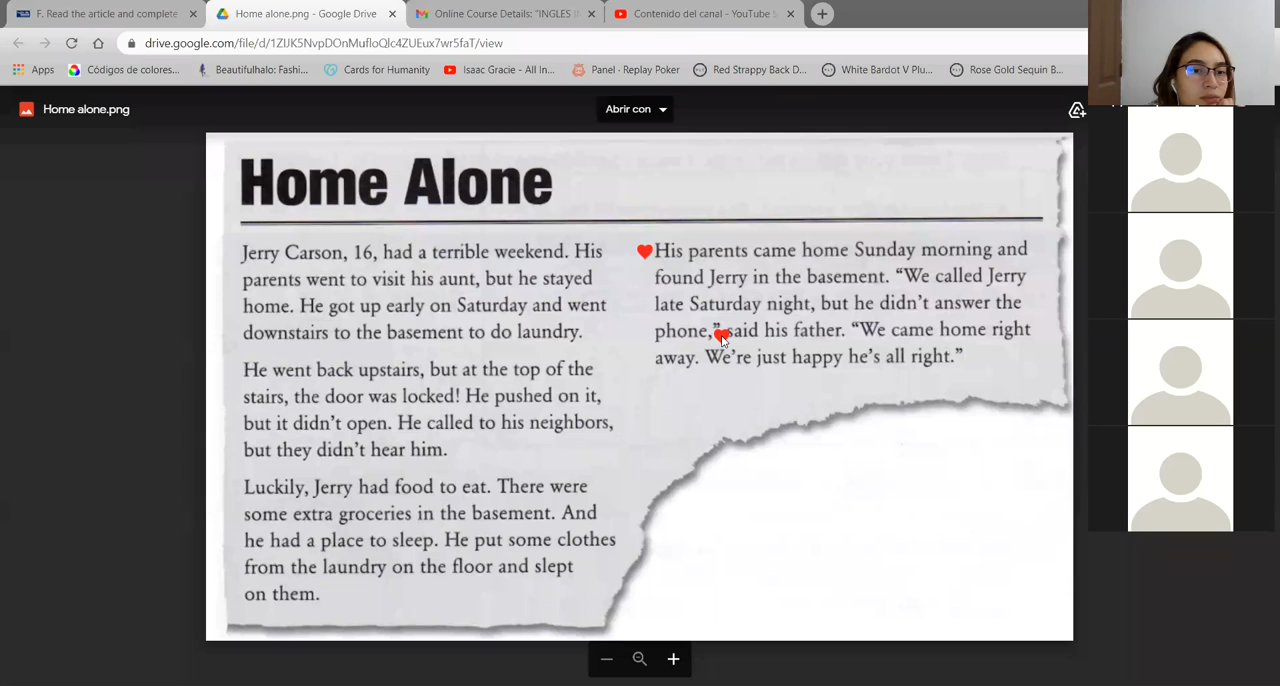 F. Read the article and complete
Home alone.png - Google Drive
Online Course Details: "INGLES I
Contenido del canal - YouTube S
drive.google.com/file/d/1ZIJK5NvpDOnMufloQlc4ZUEux7wr5faT/view
Apps
Códigos de colores...
Beautifulhalo: Fashi...
Cards for Humanity
Isaac Gracie - All In...
Panel · Replay Poker
Red Strappy Back D...
White Bardot V Plu...
Rose Gold Sequin B...
Home alone.png
Abrir con
Home Alone
Jerry Carson, 16, had a terrible weekend. His
parents went to visit his aunt, but he stayed
home. He got up early on Saturday and went
downstairs to the basement to do laundry.
He went back upstairs, but at the top of the
stairs, the door was locked! He pushed on it,
but it didn't open. He called to his neighbors,
but they didn't hear him.
Luckily, Jerry had food to eat. There were
some extra groceries in the basement. And
he had a place to sleep. He put some clothes
from the laundry on the floor and slept
on them.
His parents came home Sunday morning and
found Jerry in the basement. “We called Jerry
late Saturday night, but he didn't answer the
phone,” said his father. “We came home right
away. We're just happy he's all right.”